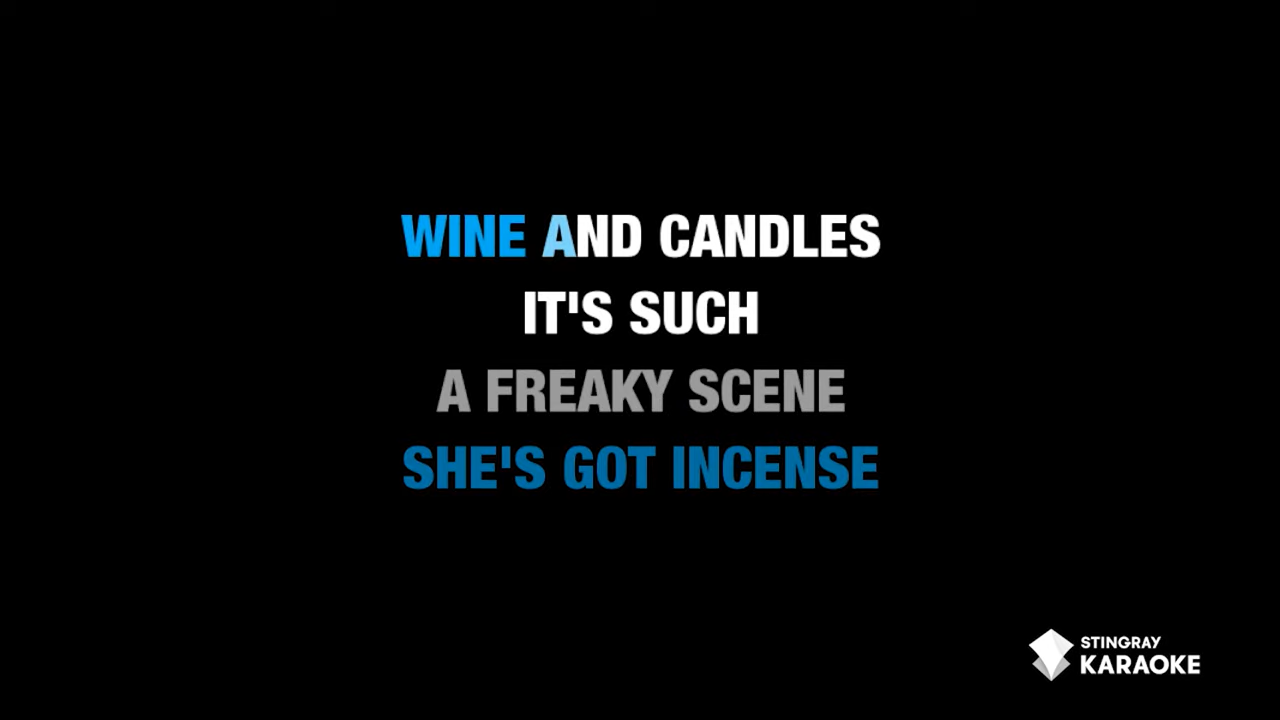 WINE AND CANDLES
IT'S SUCH
A FREAKY SCENE
SHE'S GOT INCENSE
STINGRAY
KARAOKE